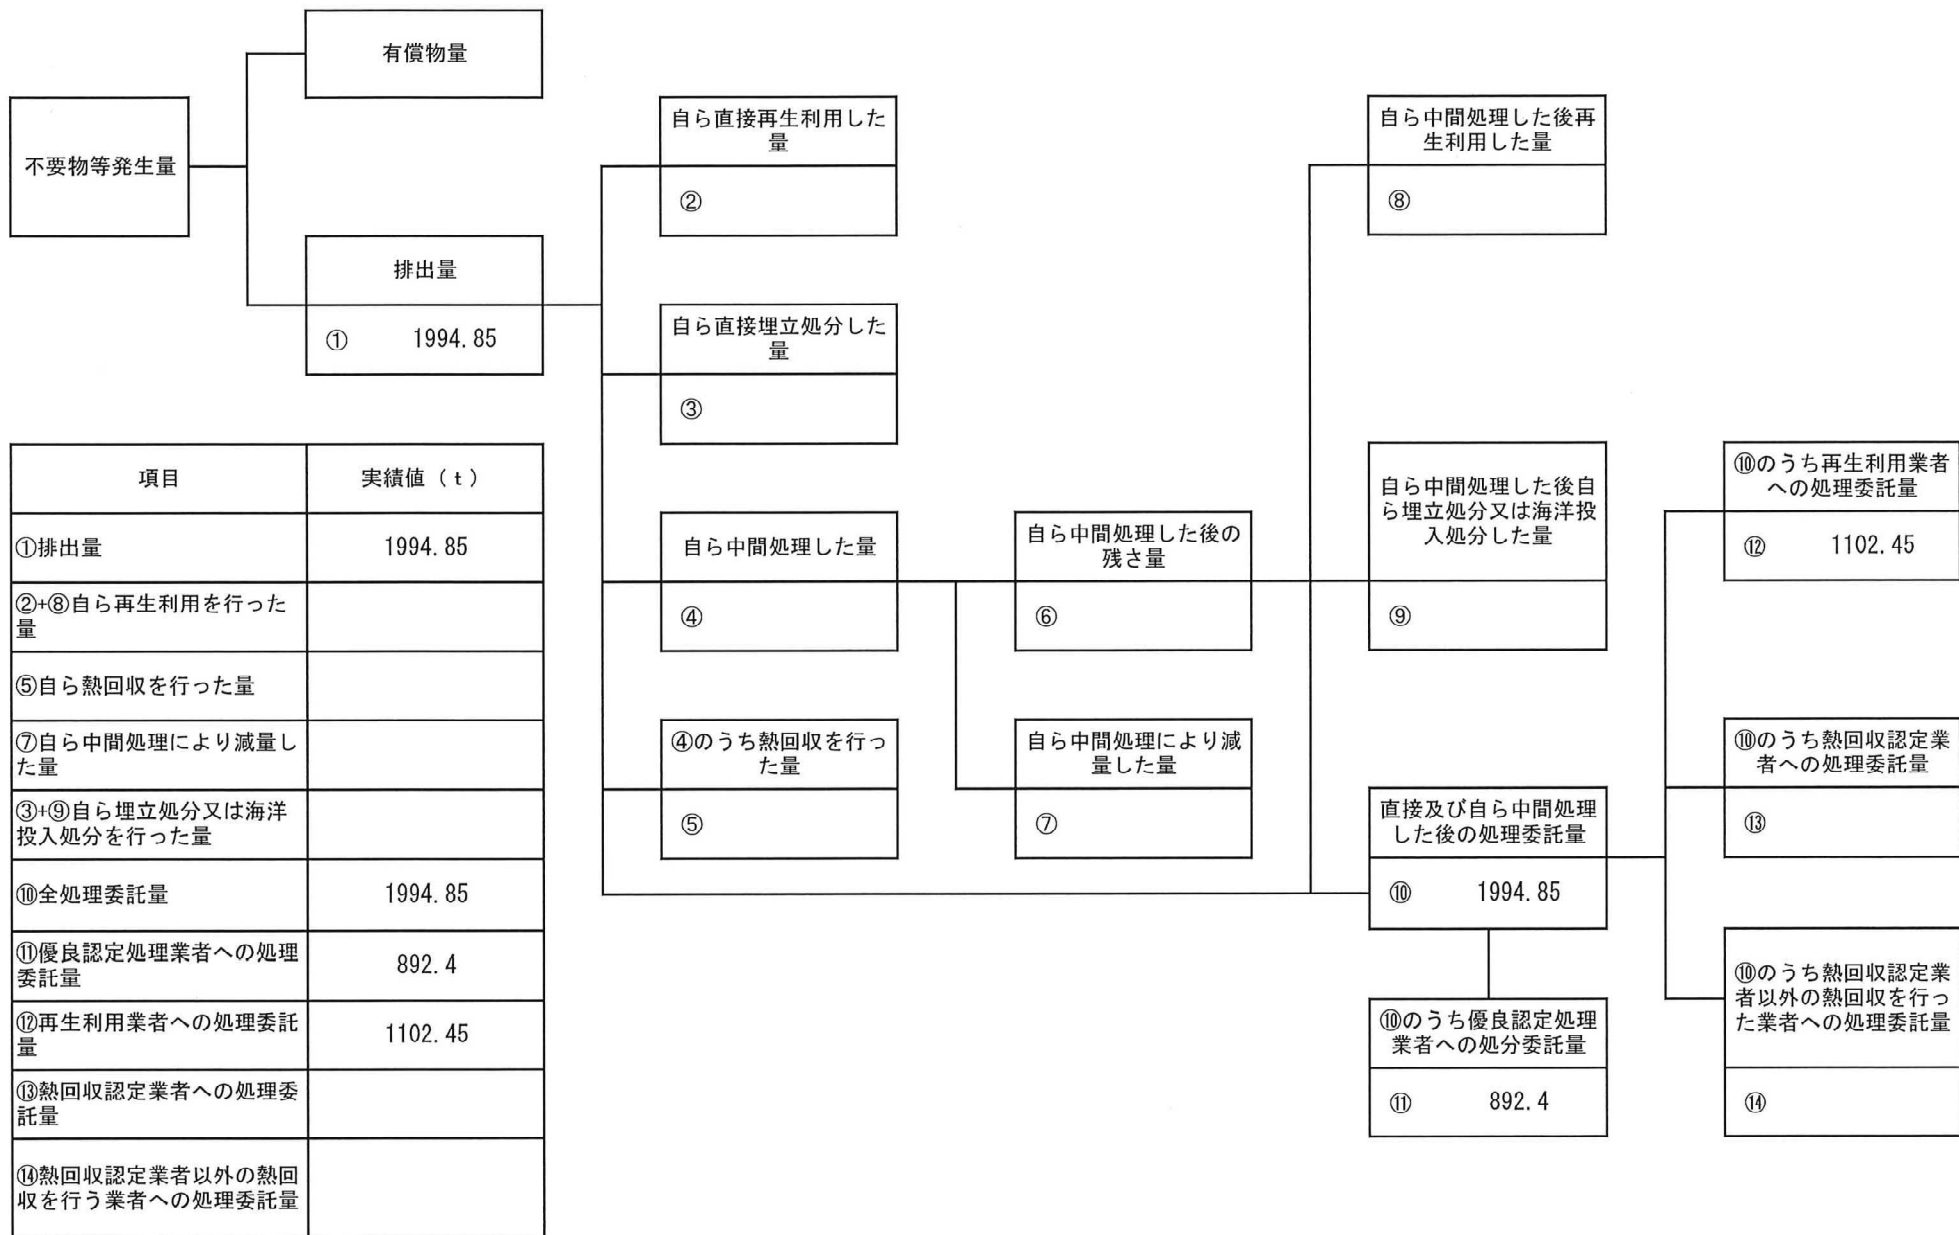 有償物量
不要物等発生量
排出量
① 1994.85
自ら直接再生利用した
量
②
自ら直接埋立処分した
量
③
自ら中間処理した量
④
④のうち熱回収を行っ
た量
⑤
自ら中間処理した後の
残さ量
⑥
自ら中間処理により減
量した量
⑦
自ら中間処理した後再
生利用した量
⑧
自ら中間処理した後自
ら埋立処分又は海洋投
入処分した量
⑨
直接及び自ら中間処理
した後の処理委託量
⑩ 1994.85
⑩のうち優良認定処理
業者への処分委託量
⑪ 892.4
⑩のうち再生利用業者
への処理委託量
⑫ 1102.45
⑩のうち熱回収認定業
者への処理委託量
⑬
⑩のうち熱回収認定業
者以外の熱回収を行っ
た業者への処理委託量
⑭
項目 実績値（ｔ）
①排出量 1994.85
②+⑧自ら再生利用を行った
量
⑤自ら熱回収を行った量
⑦自ら中間処理により減量し
た量
③+⑨自ら埋立処分又は海洋
投入処分を行った量
⑩全処理委託量 1994.85
⑪優良認定処理業者への処理
委託量 892.4
⑫再生利用業者への処理委託
量 1102.45
⑬熱回収認定業者への処理委
託量
⑭熱回収認定業者以外の熱回
収を行う業者への処理委託量